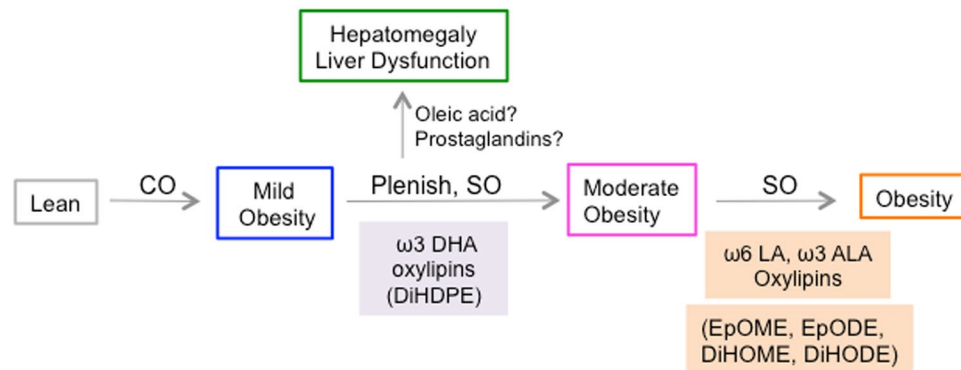 Hepatomegaly
Liver Dysfunction
Oleic acid?
Prostaglandins?
Lean
CO
Mild
Obesity
Plenish, SO
Moderate
Obesity
SO
Obesity
ω3 DHA
oxylipins
(DiHDPE)
ω6 LA, ω3 ALA
Oxylipins
(EpOME, EpODE,
DiHOME, DiHODE)